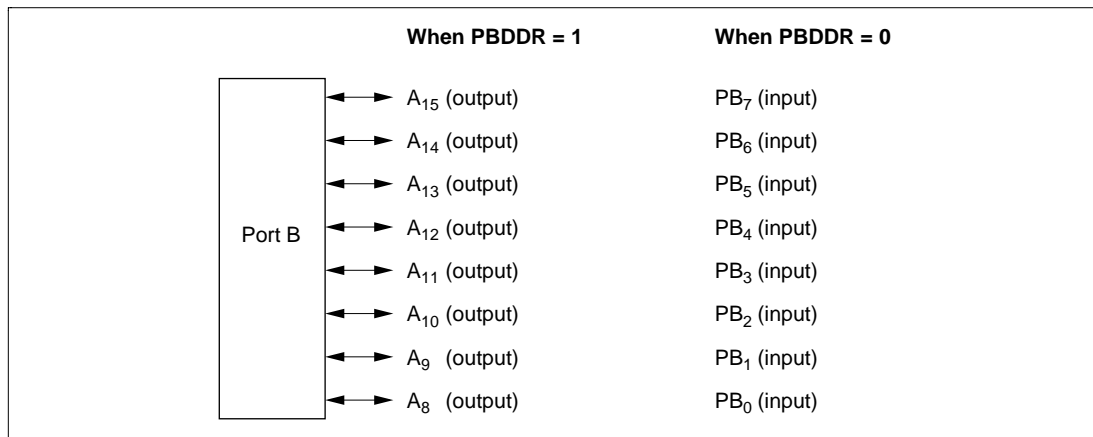 When PBDDR = 1 When PBDDR = 0
A15 (output) PB7 (input)
A14 (output) PB6 (input)
A13 (output) PB5 (input)
Port B A12 (output) PB4 (input)
A11 (output) PB3 (input)
A10 (output) PB2 (input)
A9 (output) PB1 (input)
A8 (output) PB0 (input)